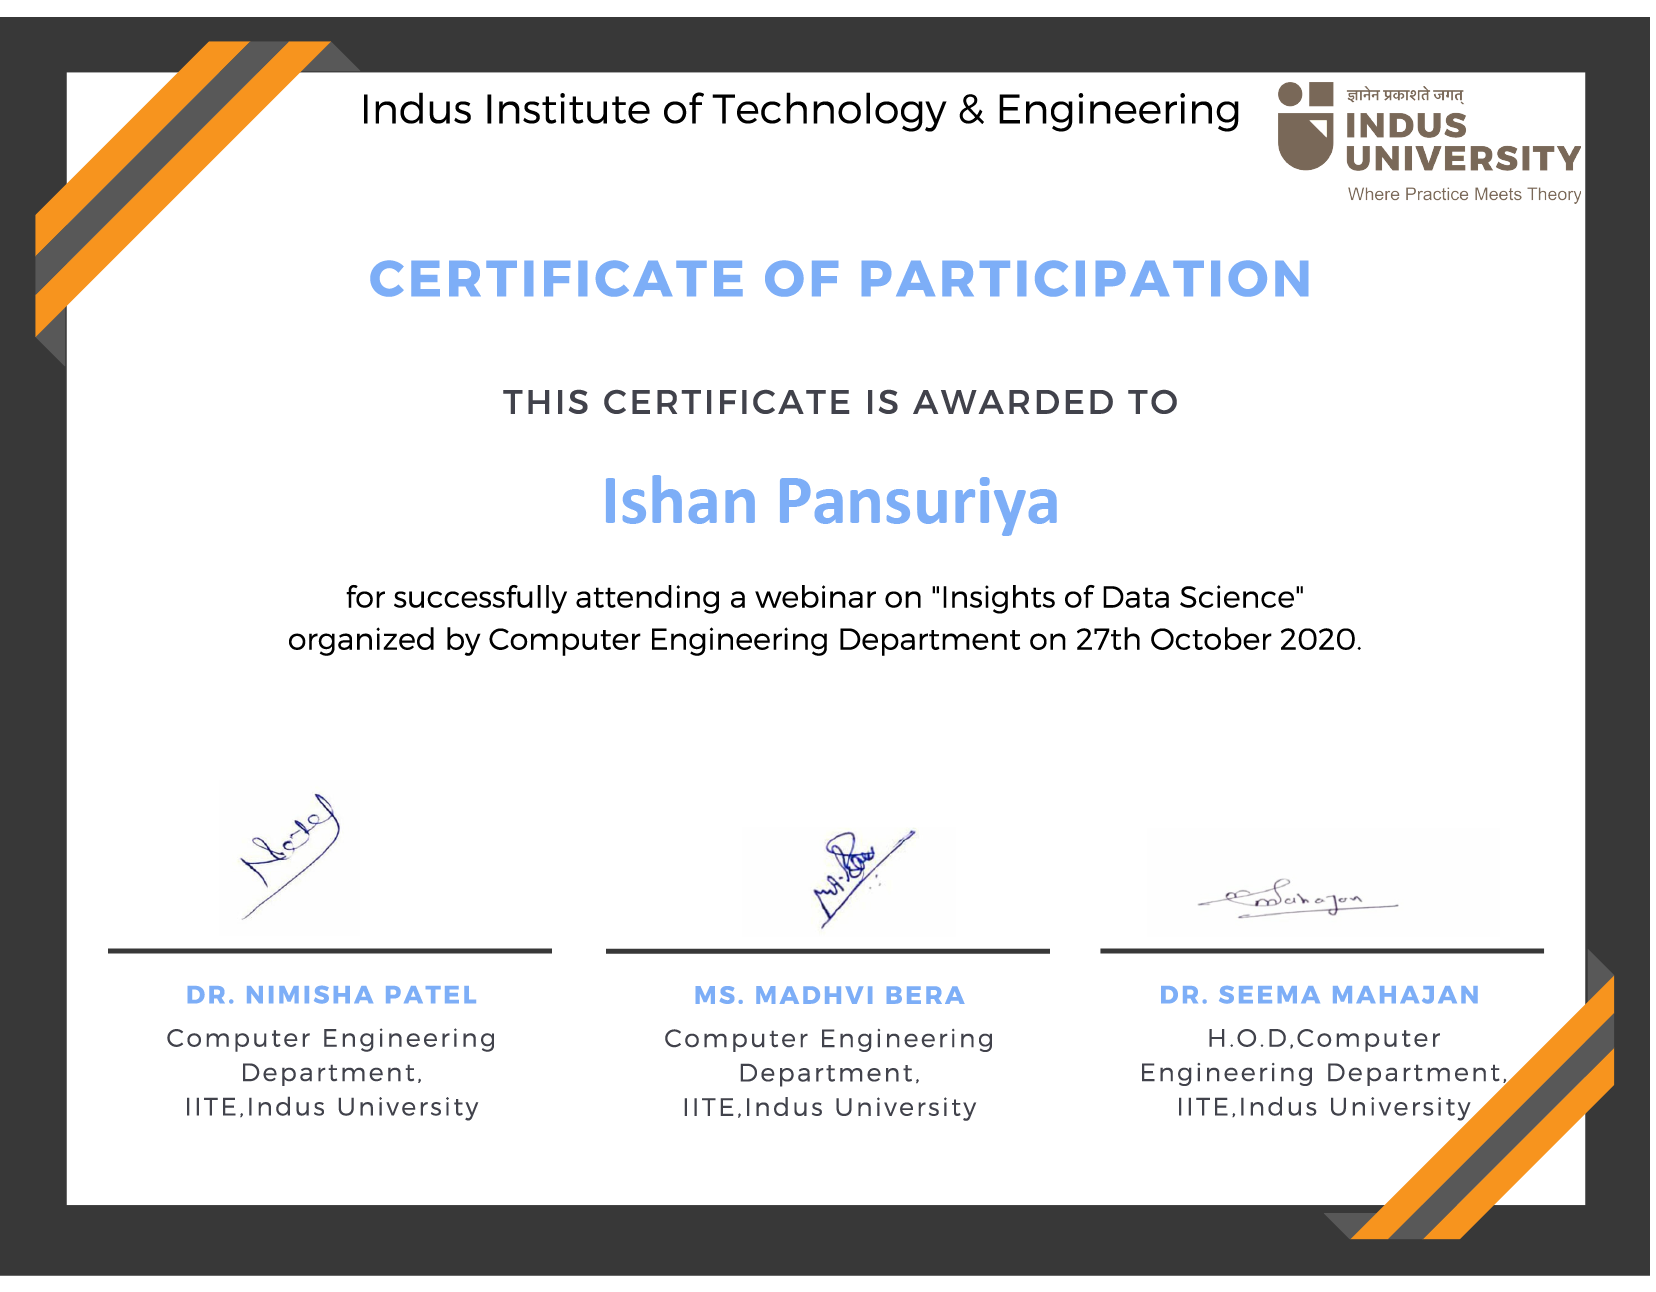 Indus Institute of Technology & Engineering
ज्ञानेन प्रकाशते जगत्
INDUS
UNIVERSITY
Where Practice Meets Theory
CERTIFICATE OF PARTICIPATION
THIS CERTIFICATE IS AWARDED TO
Ishan Pansuriya
for successfully attending a webinar on "Insights of Data Science"
organized by Computer Engineering Department on 27th October 2020.
DR. NIMISHA PATEL
Computer Engineering
Department,
IITE,Indus University
MS. MADHVI BERA
Computer Engineering
Department,
IITE,Indus University
DR. SEEMA MAHAJAN
H.O.D,Computer
Engineering Department,
IITE,Indus University